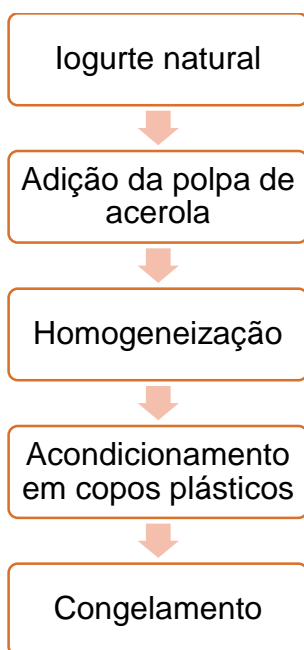 Iogurte natural
Adição da polpa de
acerola
Homogeneização
Acondicionamento
em copos plásticos
Congelamento